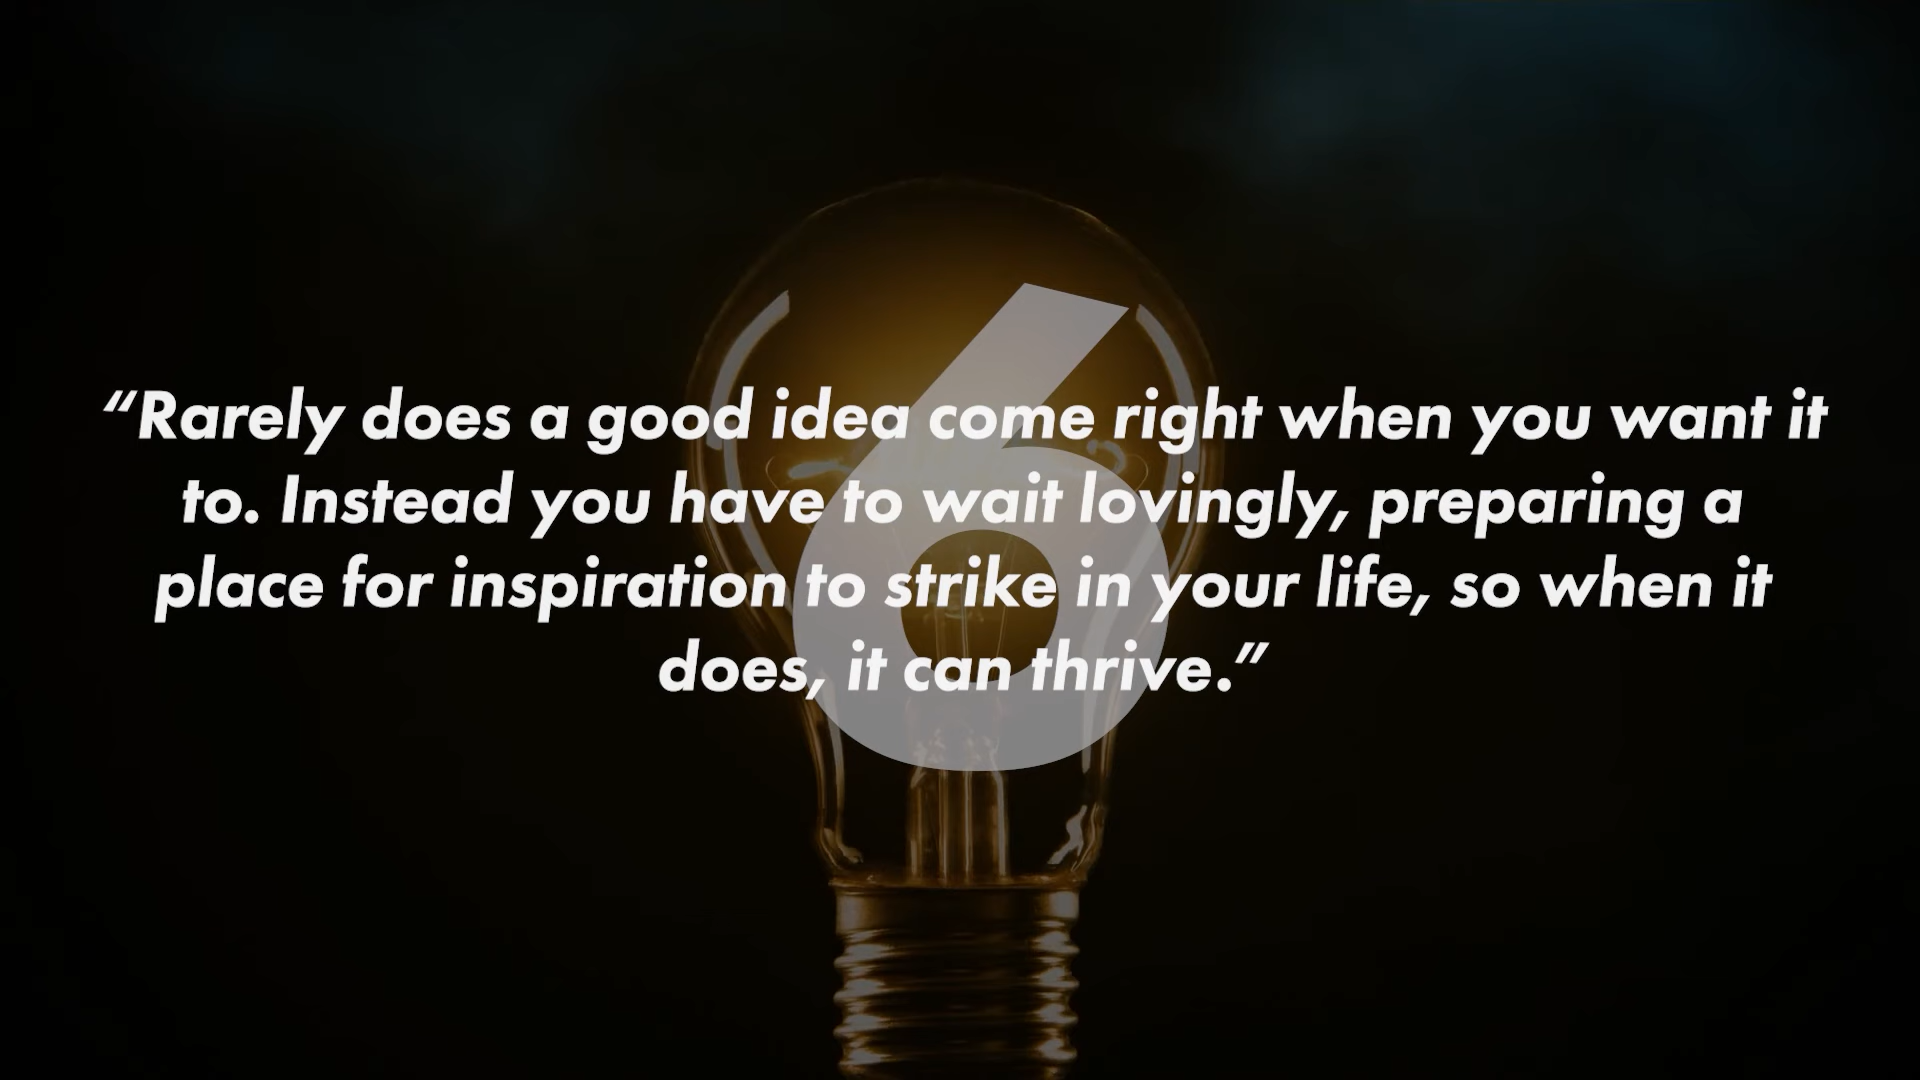 6
“Rarely does a good idea come right when you want it
to. Instead you have to wait lovingly, preparing a
place for inspiration to strike in your life, so when it
does, it can thrive.”